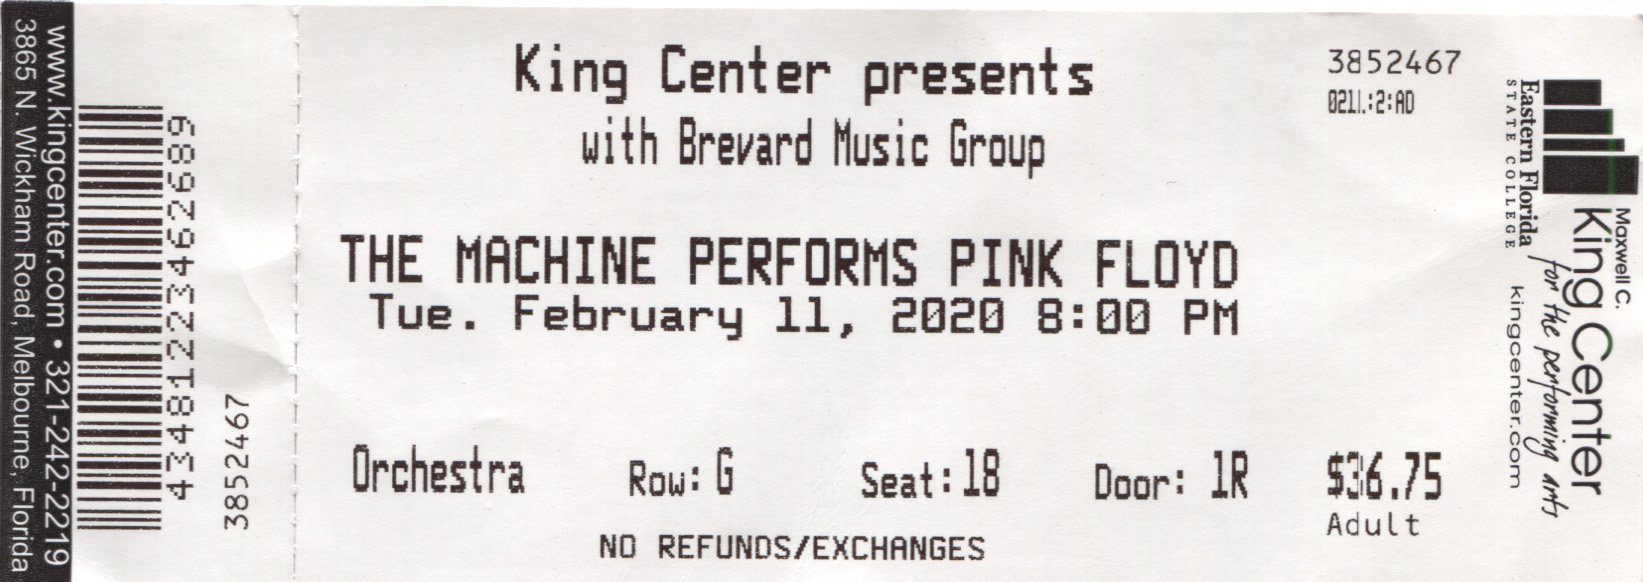 www.kingcenter.com • 321-242-2219
3865 N. Wickham Road, Melbourne, Florida
43481223462689
3852467
King Center presents
with Brevard Music Group
THE MACHINE PERFORMS PINK FLOYD
Tue. February 11, 2020 8:00 PM
Orchestra Row: G Seat: 18 Door: 1R $36.75
Adult
NO REFUNDS/EXCHANGES
3852467
Maxwell C.
King Center
for the performing arts
Eastern Florida
STATE COLLEGE
kingcenter.com